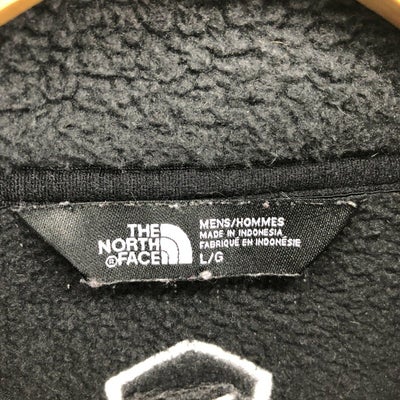 THE
NORTH
®FACE
MENS/HOMMES
MADE IN INDONESIA
FABRIQUÉ EN INDONÉSIE
L/G